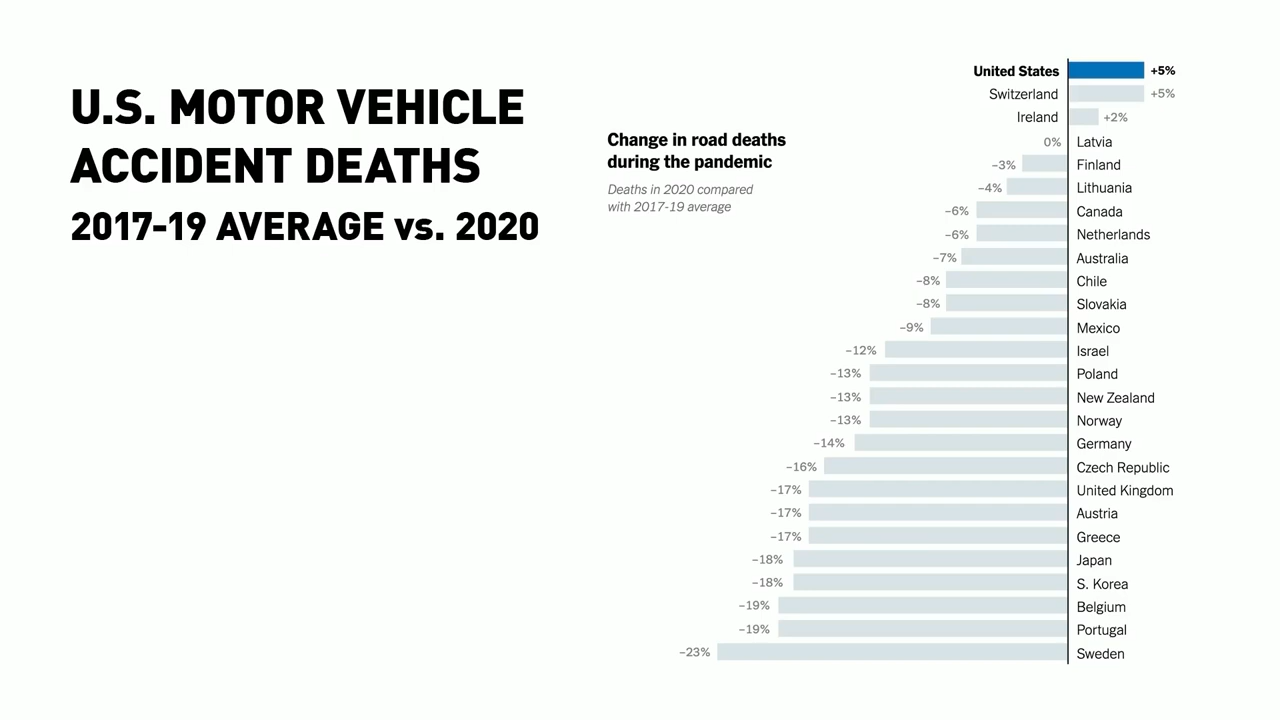 U.S. MOTOR VEHICLE
ACCIDENT DEATHS
2017-19 AVERAGE vs. 2020
Change in road deaths
during the pandemic
Deaths in 2020 compared
with 2017-19 average
United States +5%
Switzerland +5%
Ireland +2%
0% Latvia
–3% Finland
–4% Lithuania
–6% Canada
–6% Netherlands
–7% Australia
–8% Chile
–8% Slovakia
–9% Mexico
–12% Israel
–13% Poland
–13% New Zealand
–13% Norway
–14% Germany
–16% Czech Republic
–17% United Kingdom
–17% Austria
–17% Greece
–18% Japan
–18% S. Korea
–19% Belgium
–19% Portugal
–23% Sweden